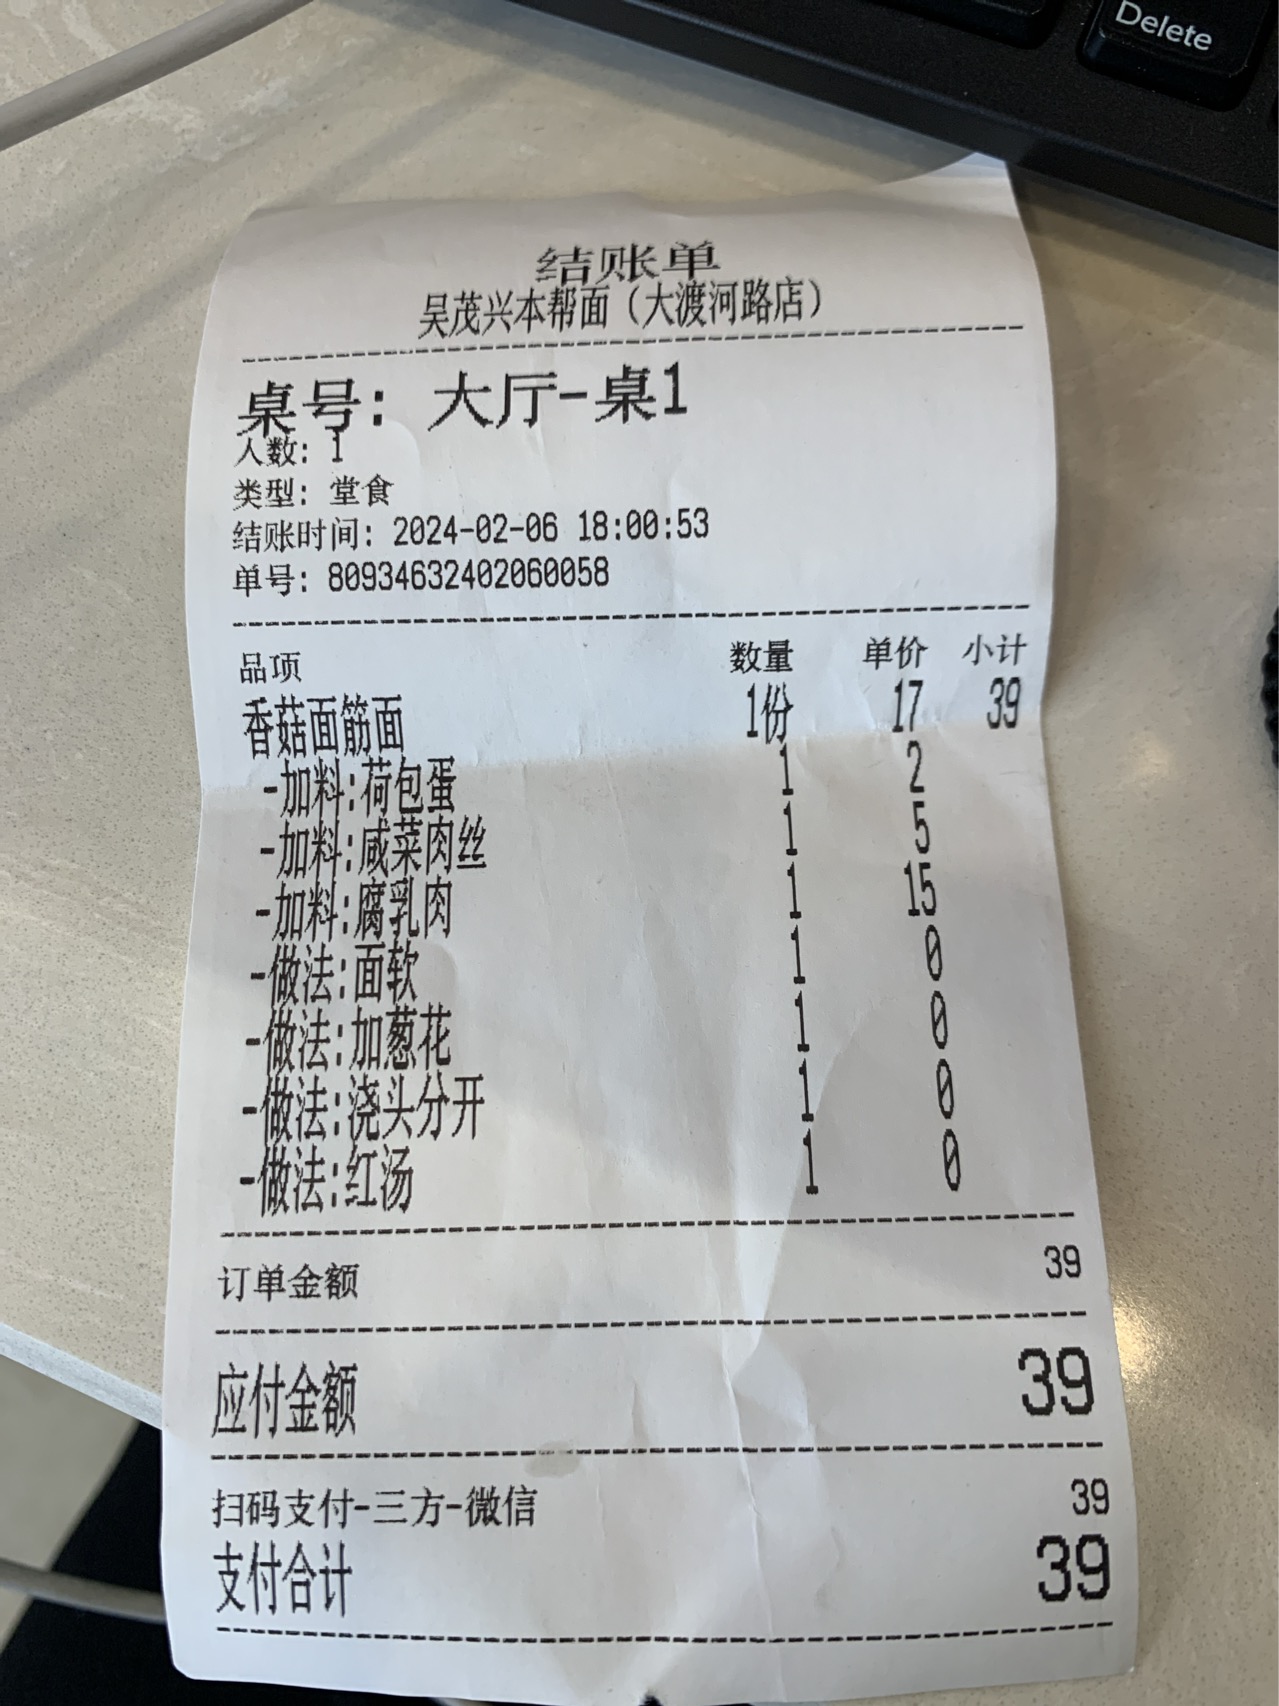 Delete
结账单
吴茂兴本帮面（大渡河路店）
桌号: 大厅-桌1
人数: 1
类型: 堂食
结账时间: 2024-02-06 18:00:53
单号: 80934632402060058
品项 数量 单价 小计
香菇面筋面 1份 17 39
-加料:荷包蛋 1 2
-加料:咸菜肉丝 1 5
-加料:腐乳肉 1 15
-做法:面软 1 0
-做法:加葱花 1 0
-做法:浇头分开 1 0
-做法:红汤 1 0
订单金额 39
应付金额 39
扫码支付-三方-微信 39
支付合计 39